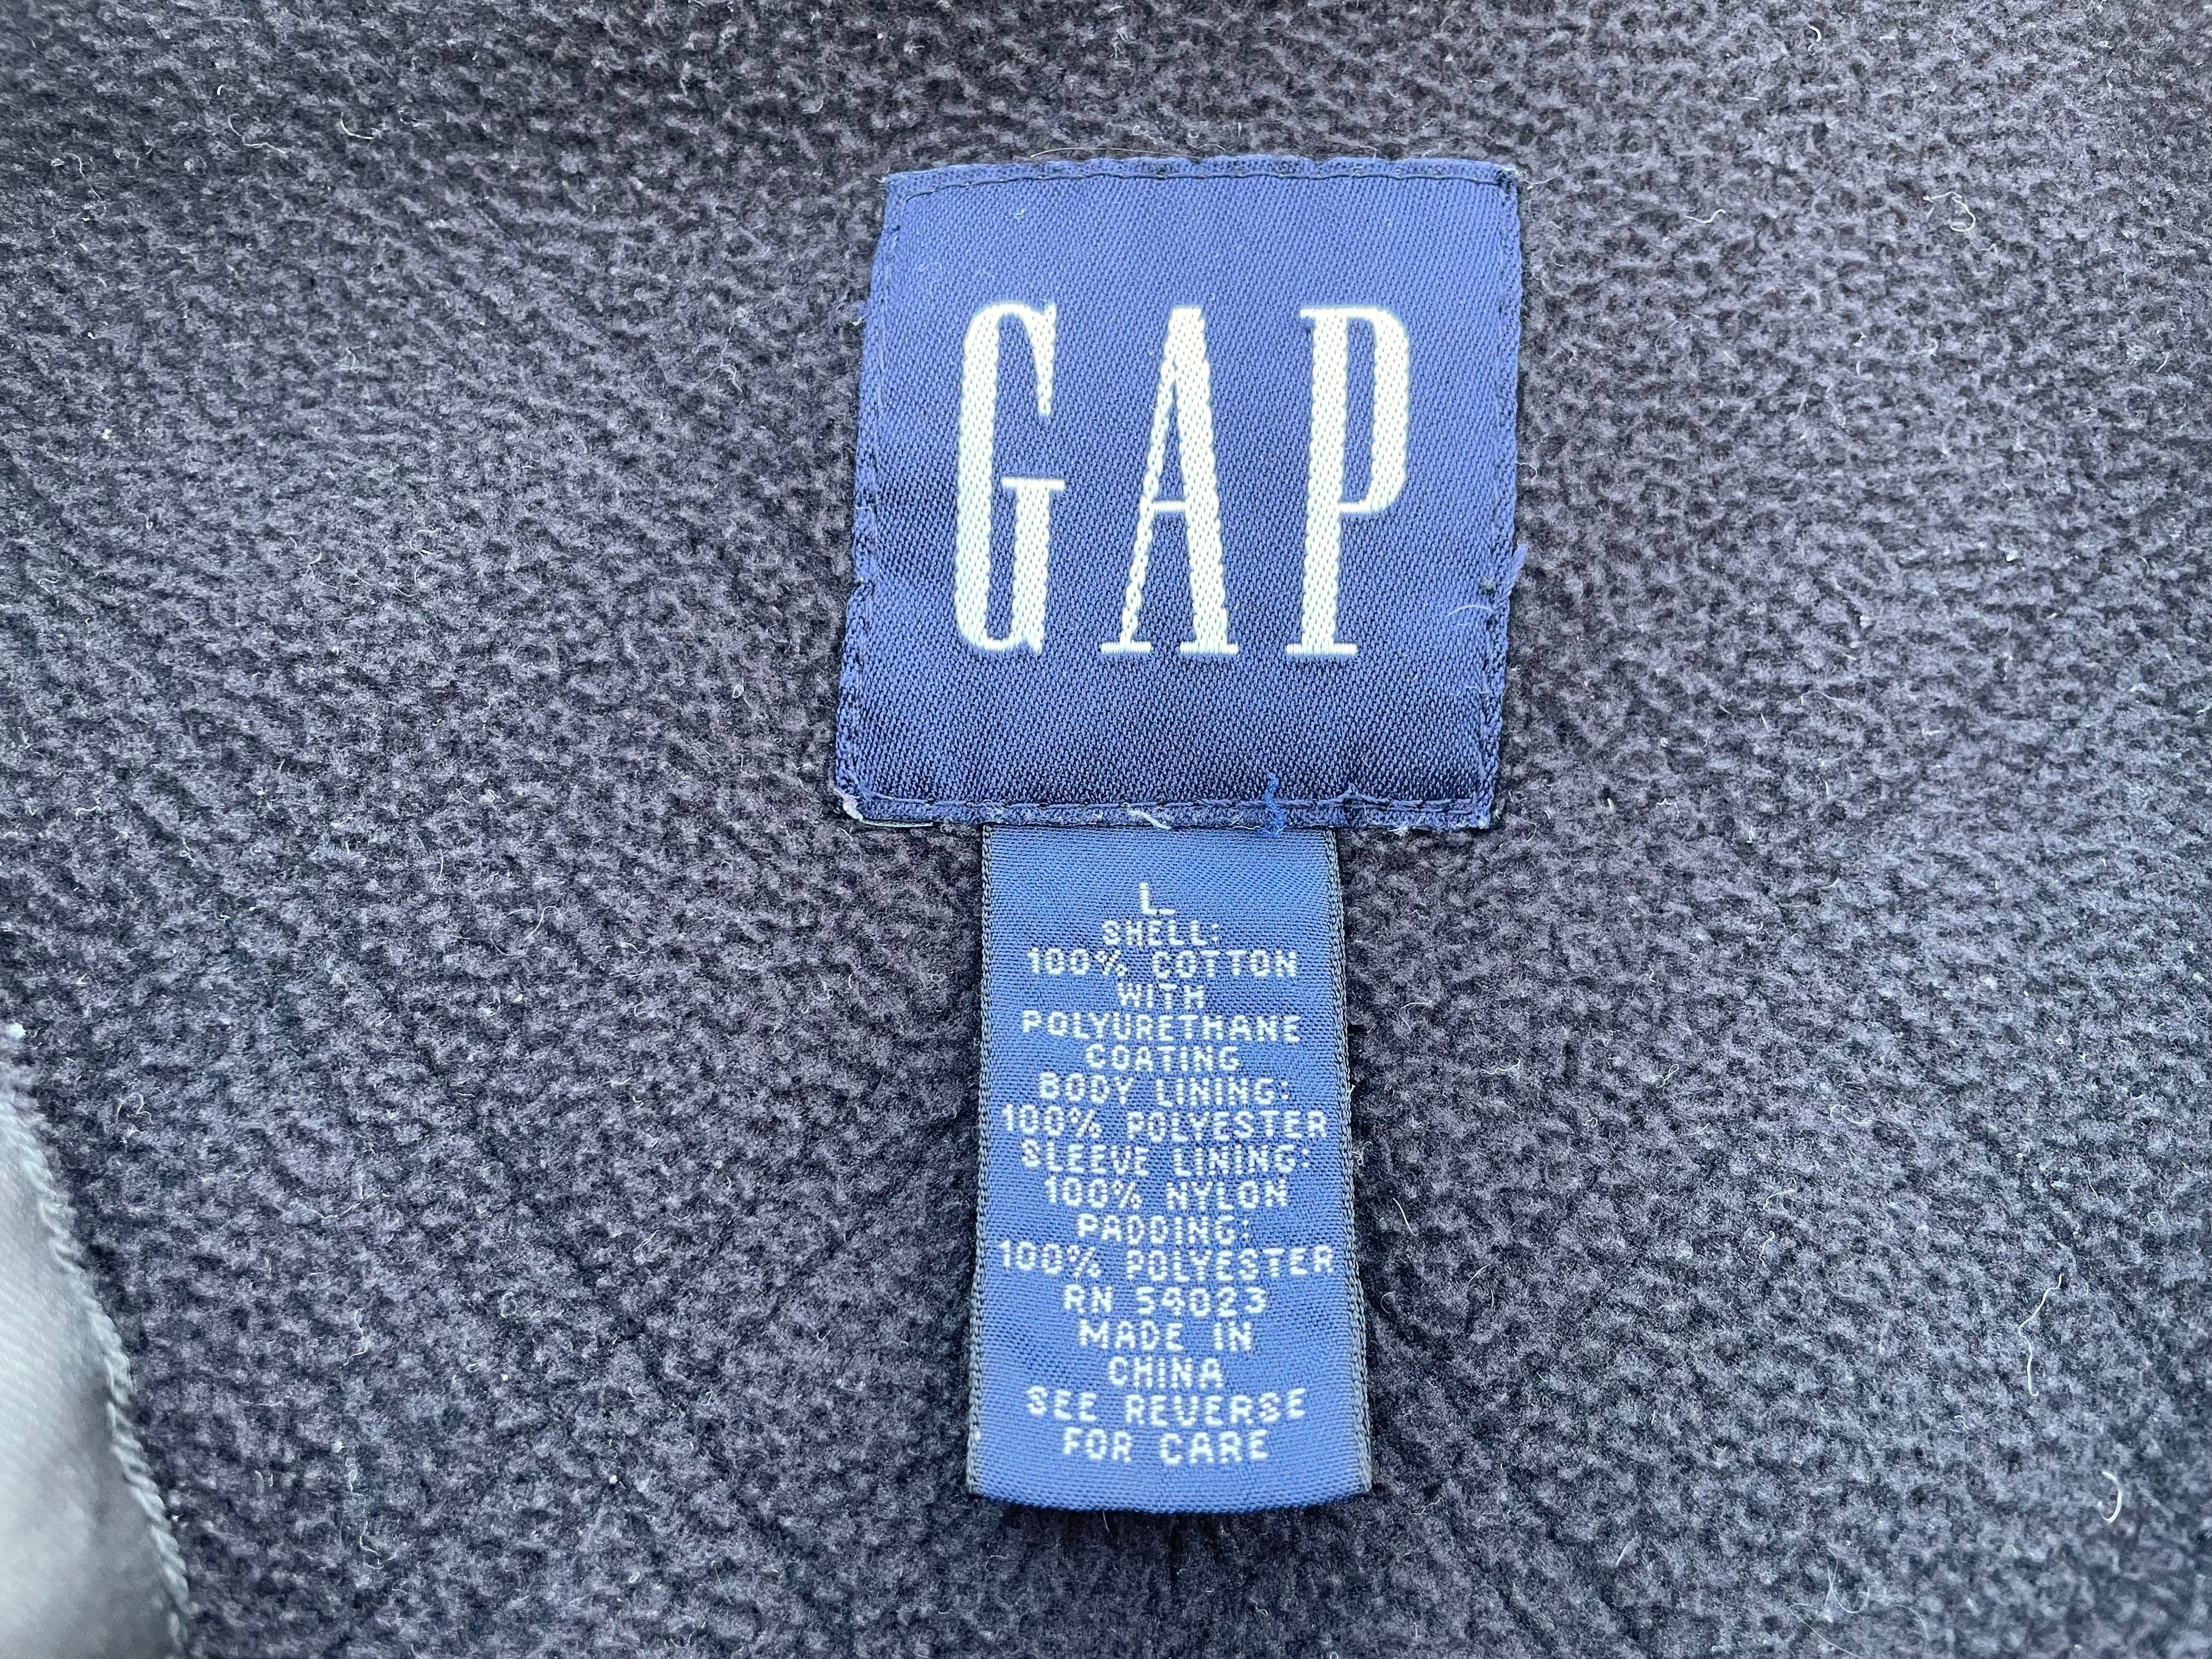 GAP
L
SHELL:
100% COTTON
WITH
POLYURETHANE
COATING
BODY LINING:
100% POLYESTER
SLEEVE LINING:
100% NYLON
PADDING:
100% POLYESTER
RN 54023
MADE IN
CHINA
SEE REVERSE
FOR CARE